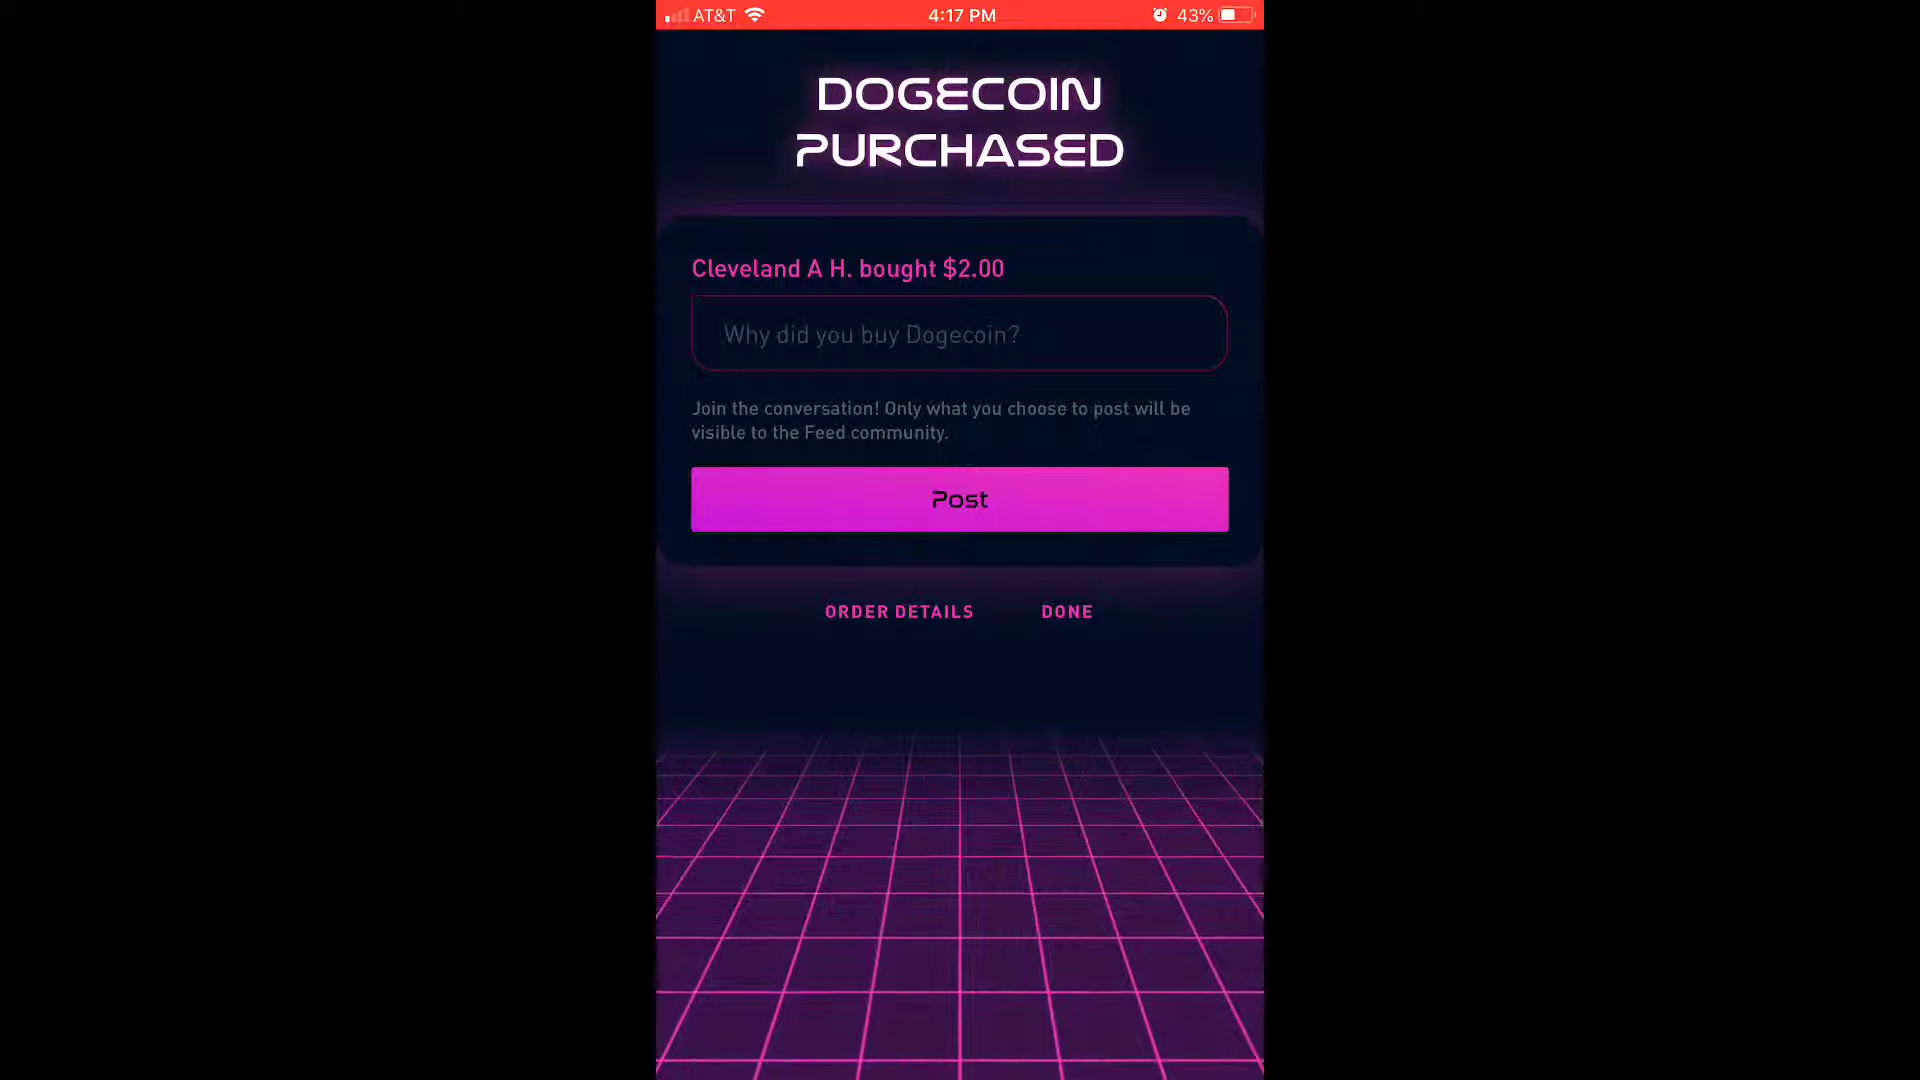 AT&T 4:17 PM 43%
DOGECOIN
PURCHASED
Cleveland A H. bought $2.00
Why did you buy Dogecoin?
Join the conversation! Only what you choose to post will be
visible to the Feed community.
Post
ORDER DETAILS DONE